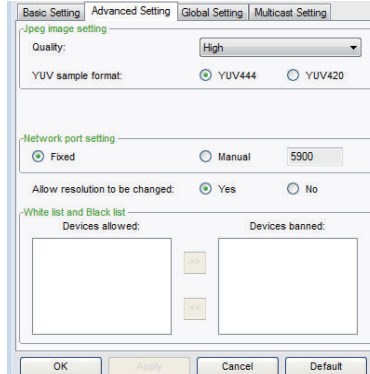 Basic Setting Advanced Setting Global Setting Multicast Setting
Jpeg image setting
Quality: High
YUV sample format: YUV444 YUV420
Network port setting
Fixed Manual 5900
Allow resolution to be changed: Yes No
White list and Black list
Devices allowed: Devices banned:
>>
<<
OK Apply Cancel Default